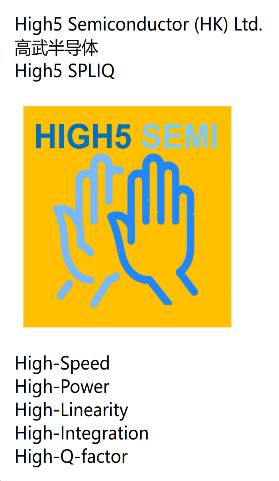 High5 Semiconductor (HK) Ltd.
高武半导体
High5 SPLIQ
HIGH5 SEMI
High-Speed
High-Power
High-Linearity
High-Integration
High-Q-factor